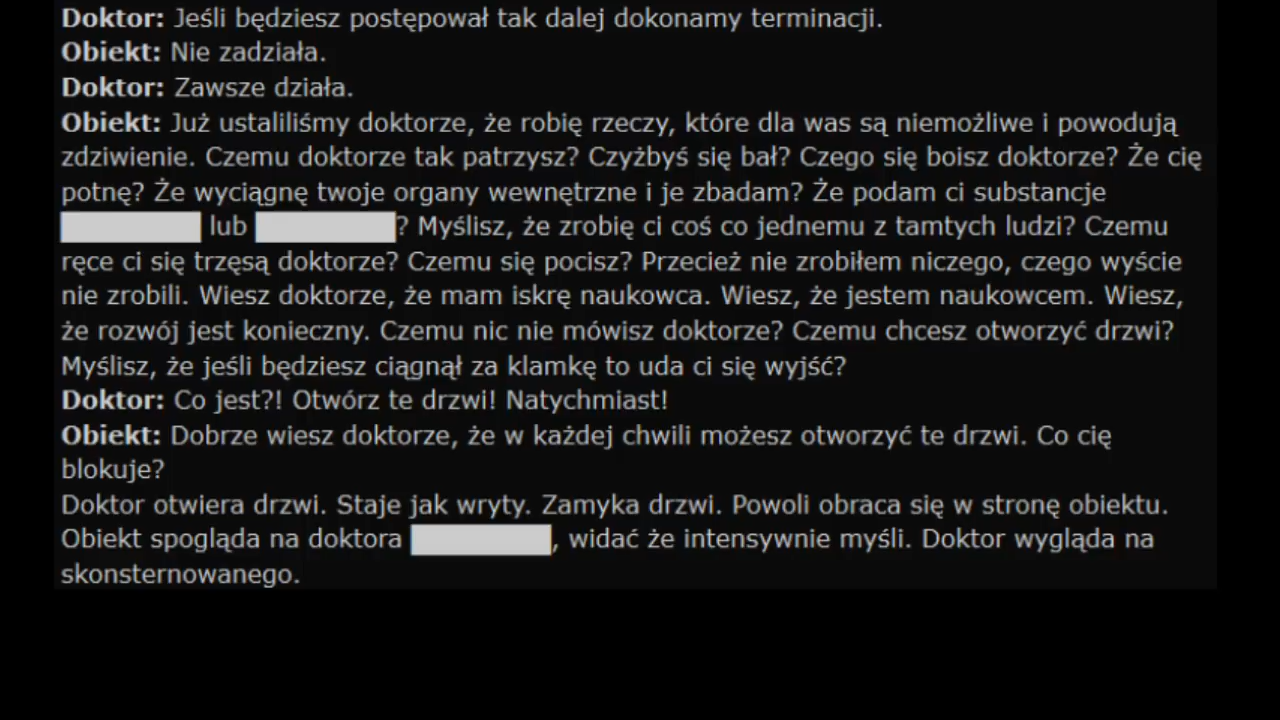 Doktor: Jeśli będziesz postępował tak dalej dokonamy terminacji.
Obiekt: Nie zadziała.
Doktor: Zawsze działa.
Obiekt: Już ustaliliśmy doktorze, że robię rzeczy, które dla was są niemożliwe i powodują
zdziwienie. Czemu doktorze tak patrzysz? Czyżbyś się bał? Czego się boisz doktorze? Że cię
potnę? Że wyciągnę twoje organy wewnętrzne i je zbadam? Że podam ci substancje
lub ? Myślisz, że zrobię ci coś co jednemu z tamtych ludzi? Czemu
ręce ci się trzęsą doktorze? Czemu się pocisz? Przecież nie zrobiłem niczego, czego wyście
nie zrobili. Wiesz doktorze, że mam iskrę naukowca. Wiesz, że jestem naukowcem. Wiesz,
że rozwój jest konieczny. Czemu nic nie mówisz doktorze? Czemu chcesz otworzyć drzwi?
Myślisz, że jeśli będziesz ciągnął za klamkę to uda ci się wyjść?
Doktor: Co jest?! Otwórz te drzwi! Natychmiast!
Obiekt: Dobrze wiesz doktorze, że w każdej chwili możesz otworzyć te drzwi. Co cię
blokuje?
Doktor otwiera drzwi. Staje jak wryty. Zamyka drzwi. Powoli obraca się w stronę obiektu.
Obiekt spogląda na doktora , widać że intensywnie myśli. Doktor wygląda na
skonsternowanego.